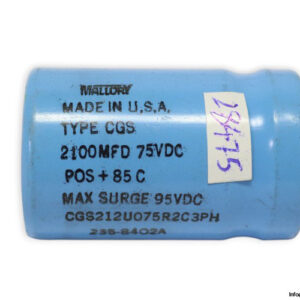 MALLORY
MADE IN U.S.A.
TYPE CGS
2100MFD 75VDC
POS + 85 C
MAX SURGE 95VDC
CGS212U075R2C3PH
235-8402A